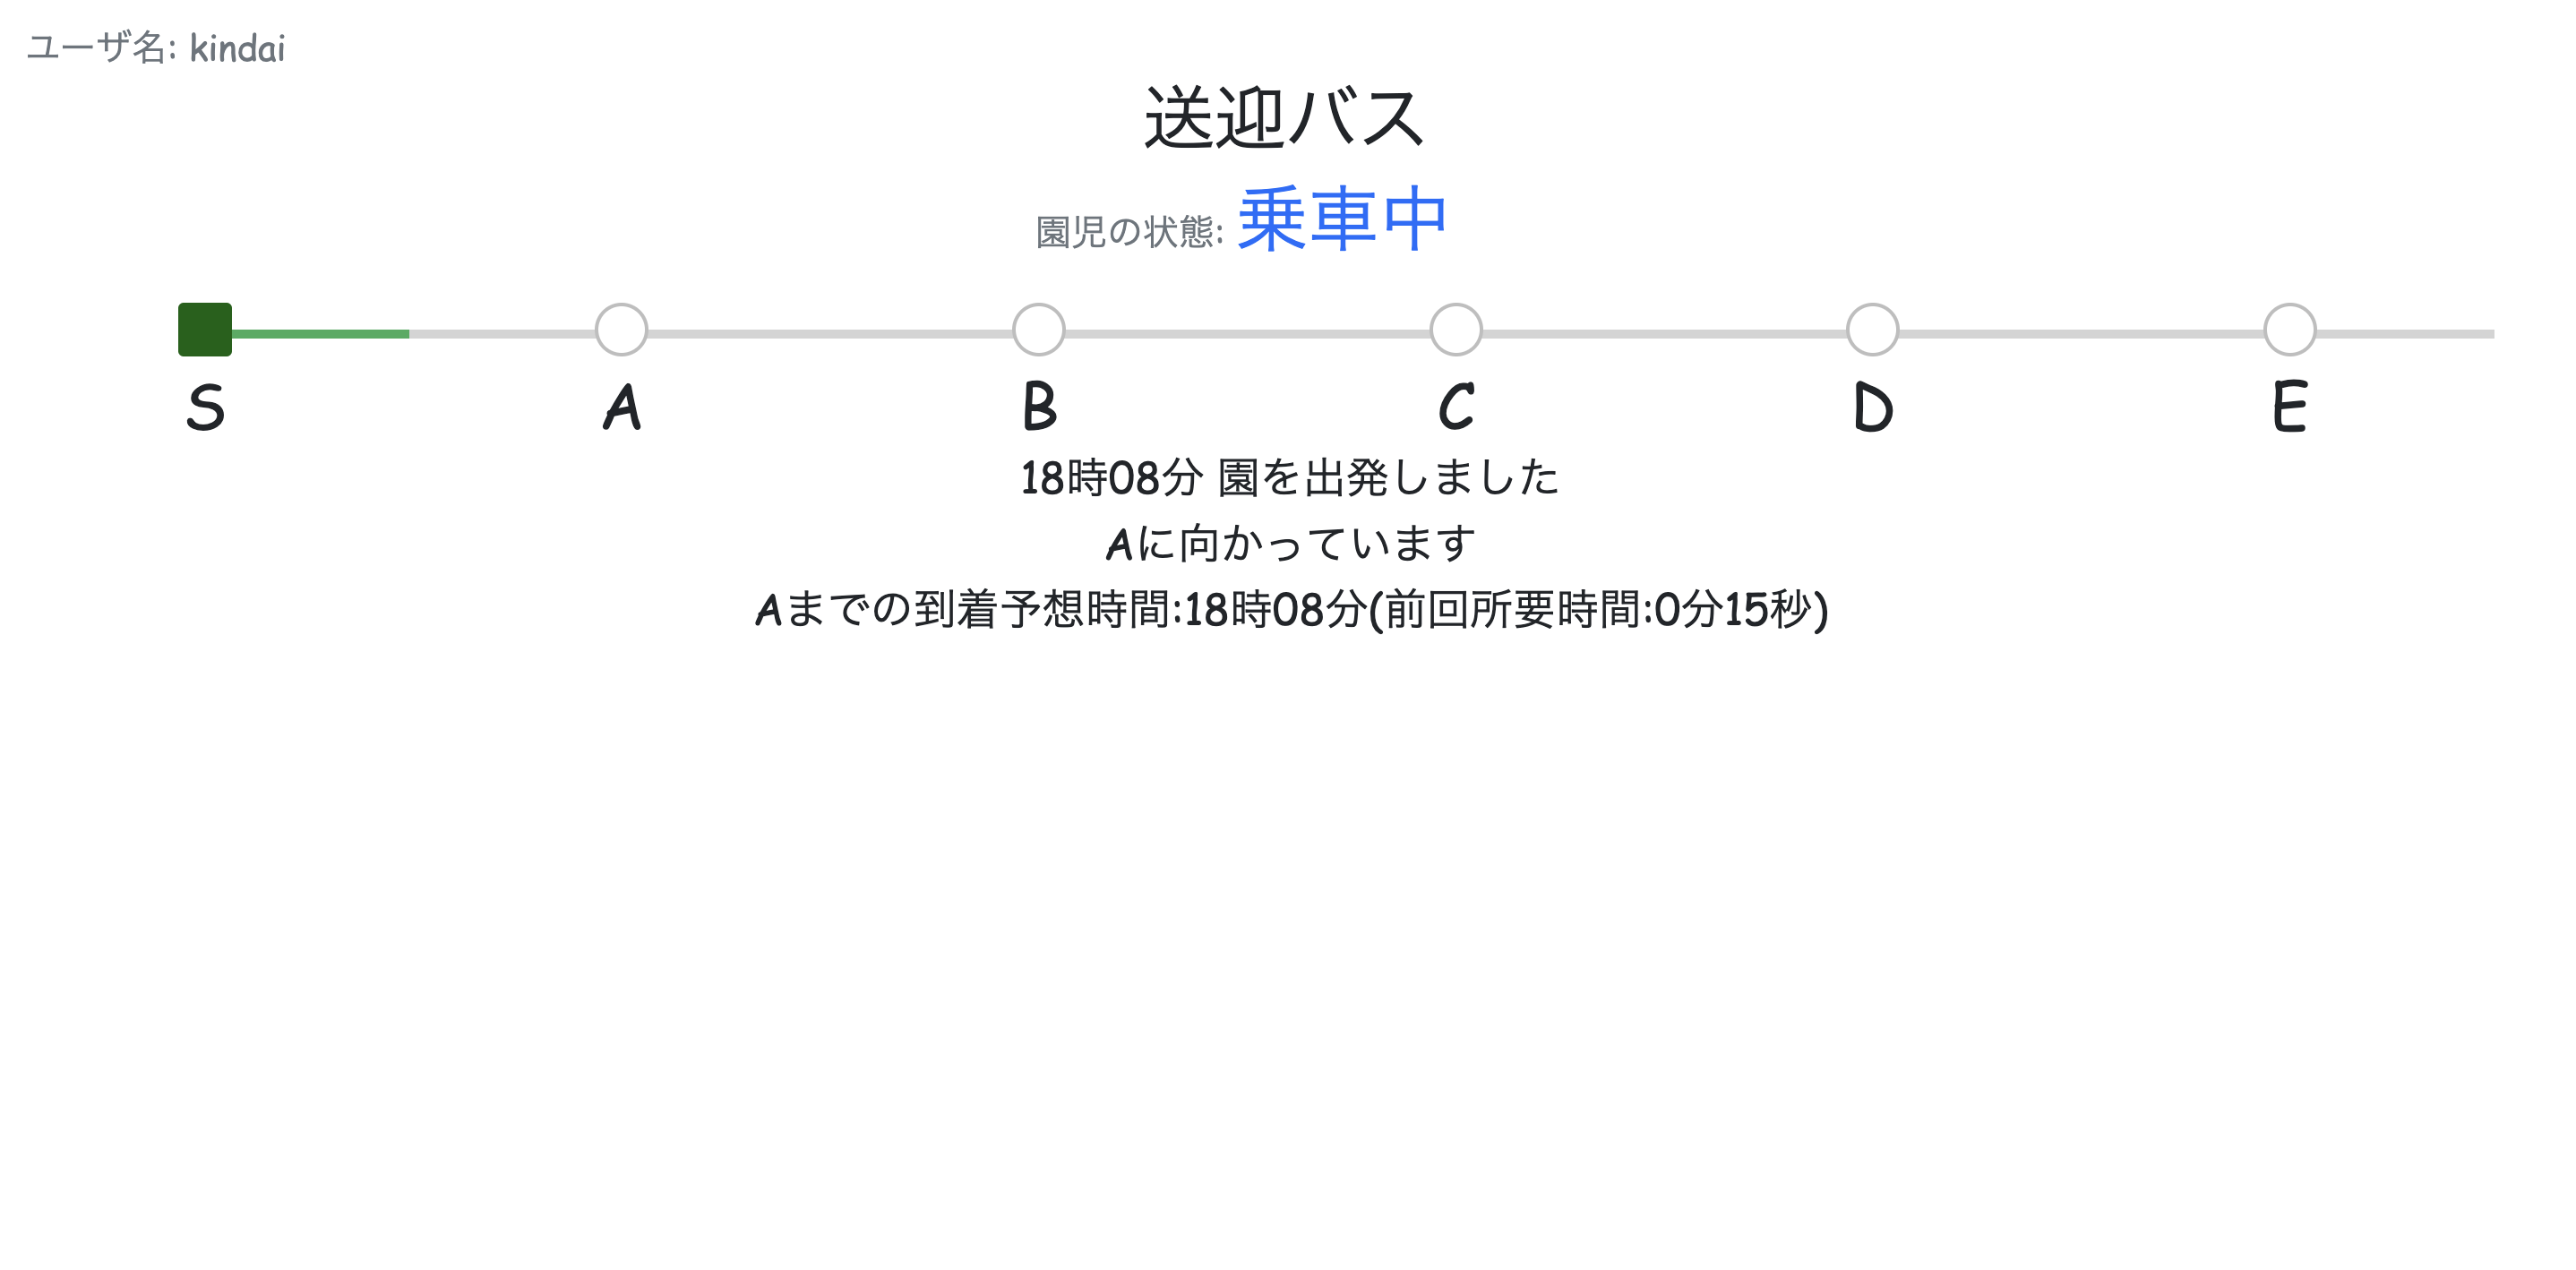 ユーザ名: kindai
送迎バス
園児の状態: 乗車中
S A B C D E
18時08分 園を出発しました
Aに向かっています
Aまでの到着予想時間:18時08分(前回所要時間:0分15秒)